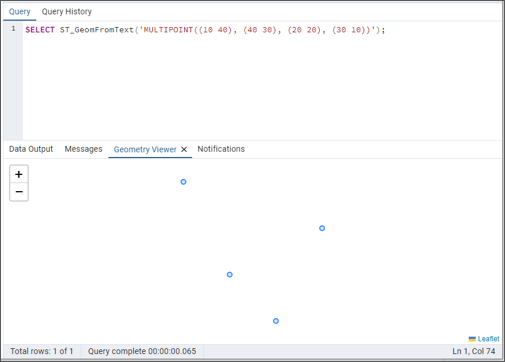 Query Query History
1 SELECT ST_GeomFromText('MULTIPOINT((10 40), (40 30), (20 20), (30 10))');
Data Output Messages Geometry Viewer ✕ Notifications
+
−
Leaflet
Total rows: 1 of 1 Query complete 00:00:00.065 Ln 1, Col 74